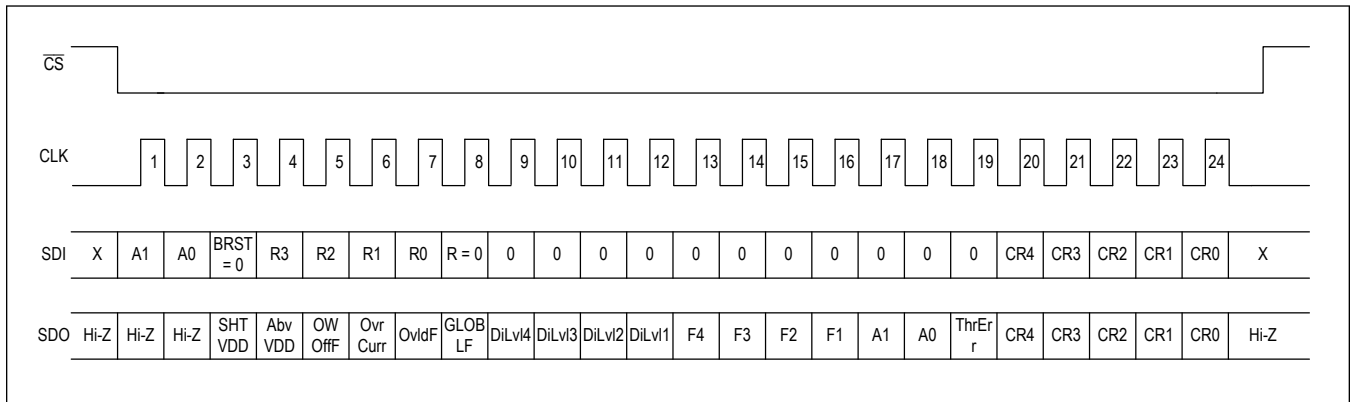 CS
CLK 1 2 3 4 5 6 7 8 9 10 11 12 13 14 15 16 17 18 19 20 21 22 23 24
SDI X A1 A0 BRST = 0 R3 R2 R1 R0 R = 0 0 0 0 0 0 0 0 0 0 0 0 CR4 CR3 CR2 CR1 CR0 X
SDO Hi-Z Hi-Z Hi-Z SHT VDD Abv VDD OW OffF Ovr Curr OvldF GLOB LF DiLvl4 DiLvl3 DiLvl2 DiLvl1 F4 F3 F2 F1 A1 A0 ThrEr r CR4 CR3 CR2 CR1 CR0 Hi-Z